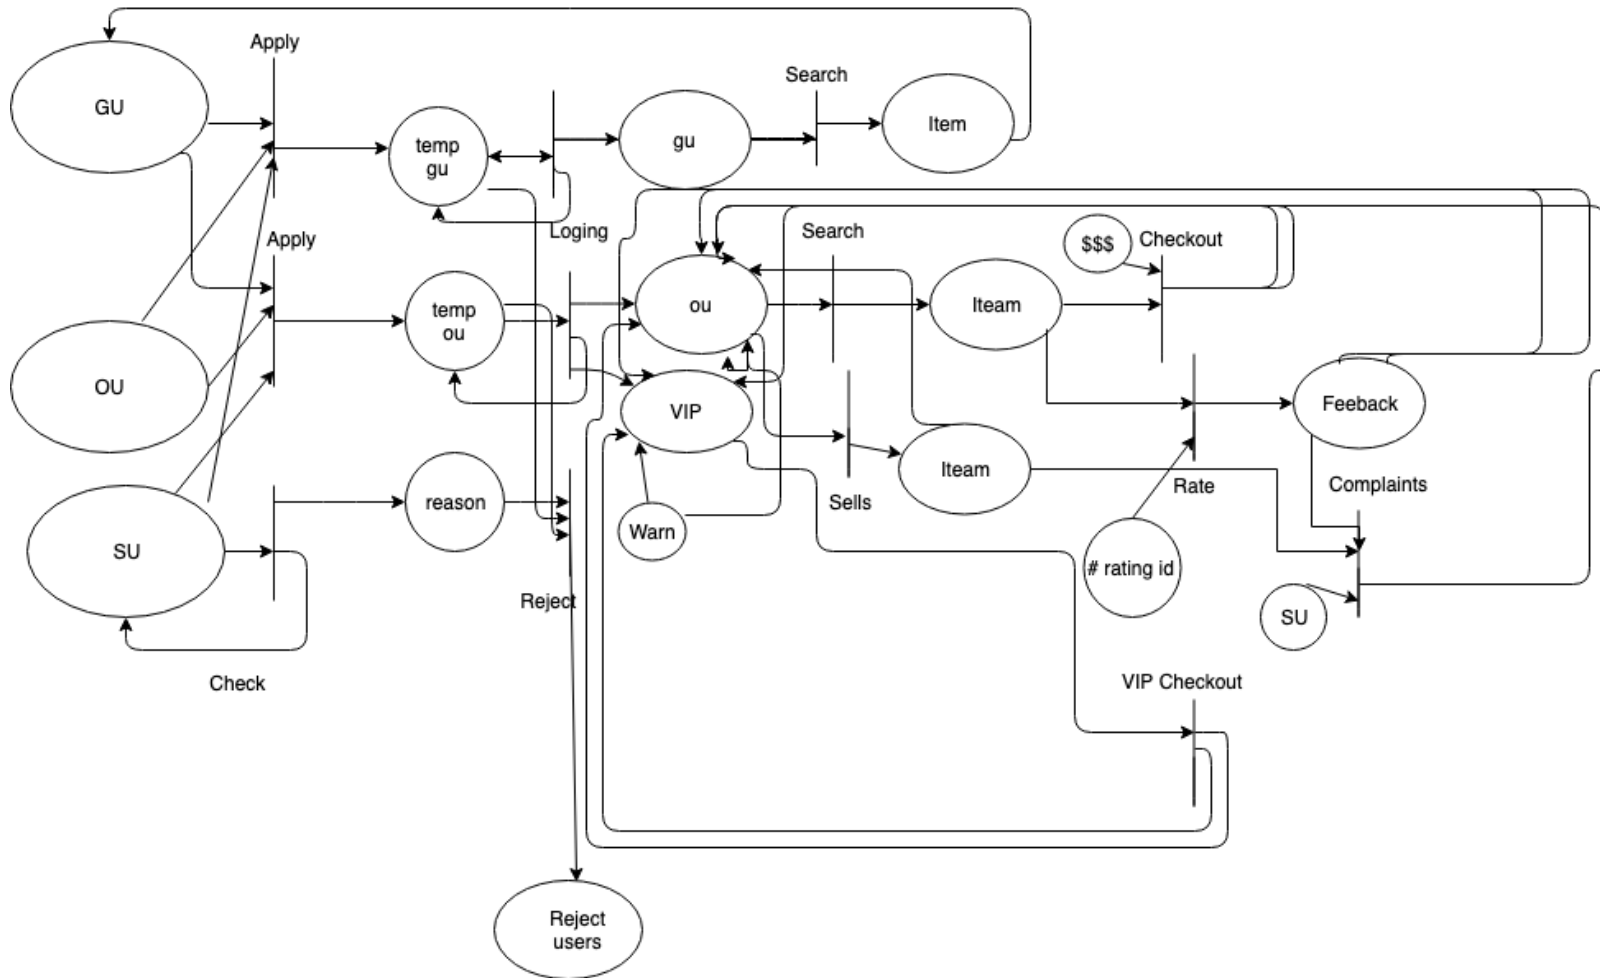 Apply
Search
GU
temp
gu
gu
Item
Loging
Apply
Search
$$$
Checkout
temp
ou
ou
Iteam
OU
VIP
Feeback
Iteam
Rate
Complaints
Sells
reason
Warn
SU
# rating id
Reject
SU
Check
VIP Checkout
Reject
users